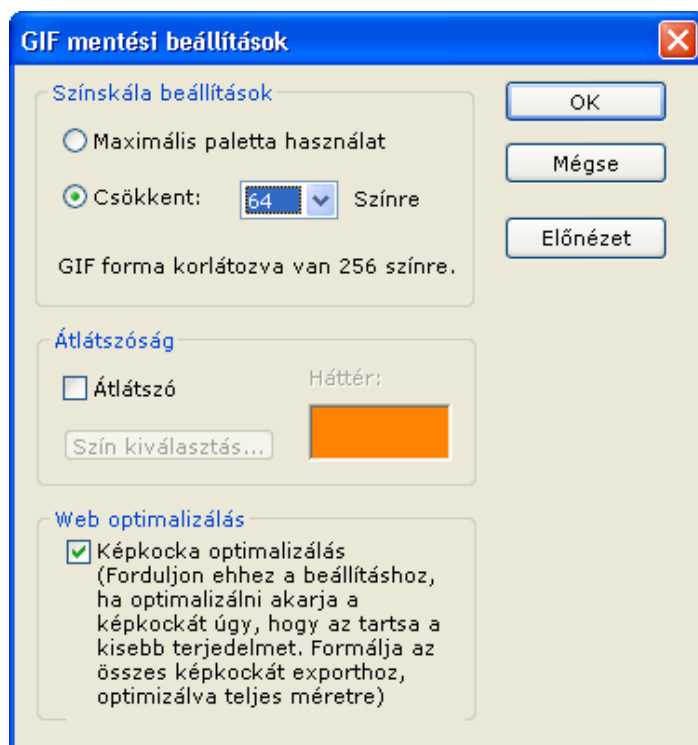 GIF mentési beállítások
Színskála beállítások
Maximális paletta használat
Csökkent: 64 Színre
GIF forma korlátozva van 256 színre.
OK
Mégse
Előnézet
Átlátszóság
Átlátszó
Háttér:
Szín kiválasztás...
Web optimalizálás
Képkocka optimalizálás
(Forduljon ehhez a beállításhoz,
ha optimalizálni akarja a
képkockát úgy, hogy az tartsa a
kisebb terjedelmet. Formálja az
összes képkockát exporthoz,
optimizálva teljes méretre)